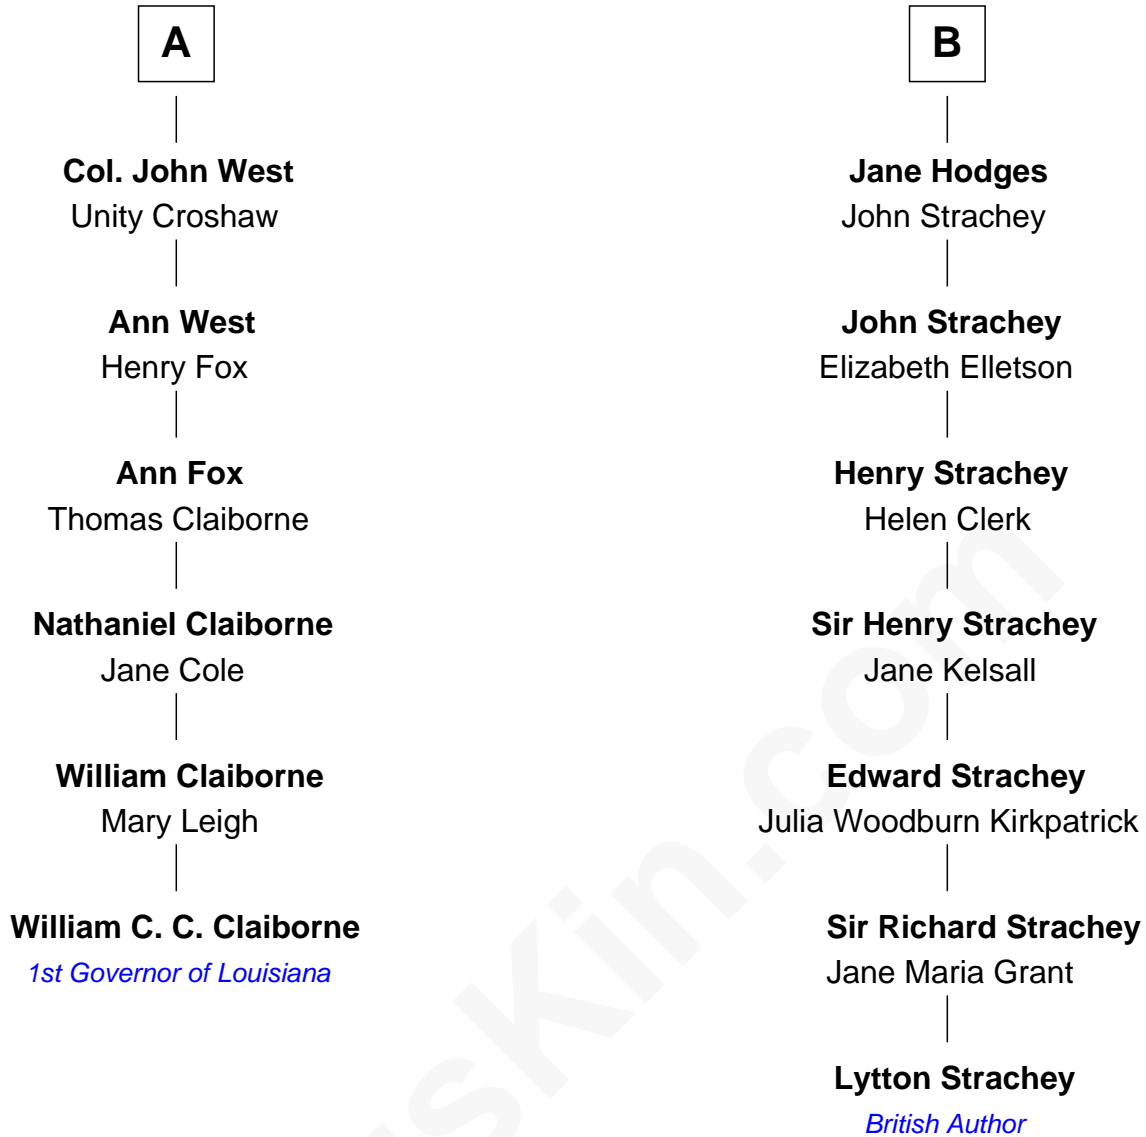 A
Col. John West
Unity Croshaw
Ann West
Henry Fox
Ann Fox
Thomas Claiborne
Nathaniel Claiborne
Jane Cole
William Claiborne
Mary Leigh
William C. C. Claiborne
1st Governor of Louisiana
B
Jane Hodges
John Strachey
John Strachey
Elizabeth Elletson
Henry Strachey
Helen Clerk
Sir Henry Strachey
Jane Kelsall
Edward Strachey
Julia Woodburn Kirkpatrick
Sir Richard Strachey
Jane Maria Grant
Lytton Strachey
British Author